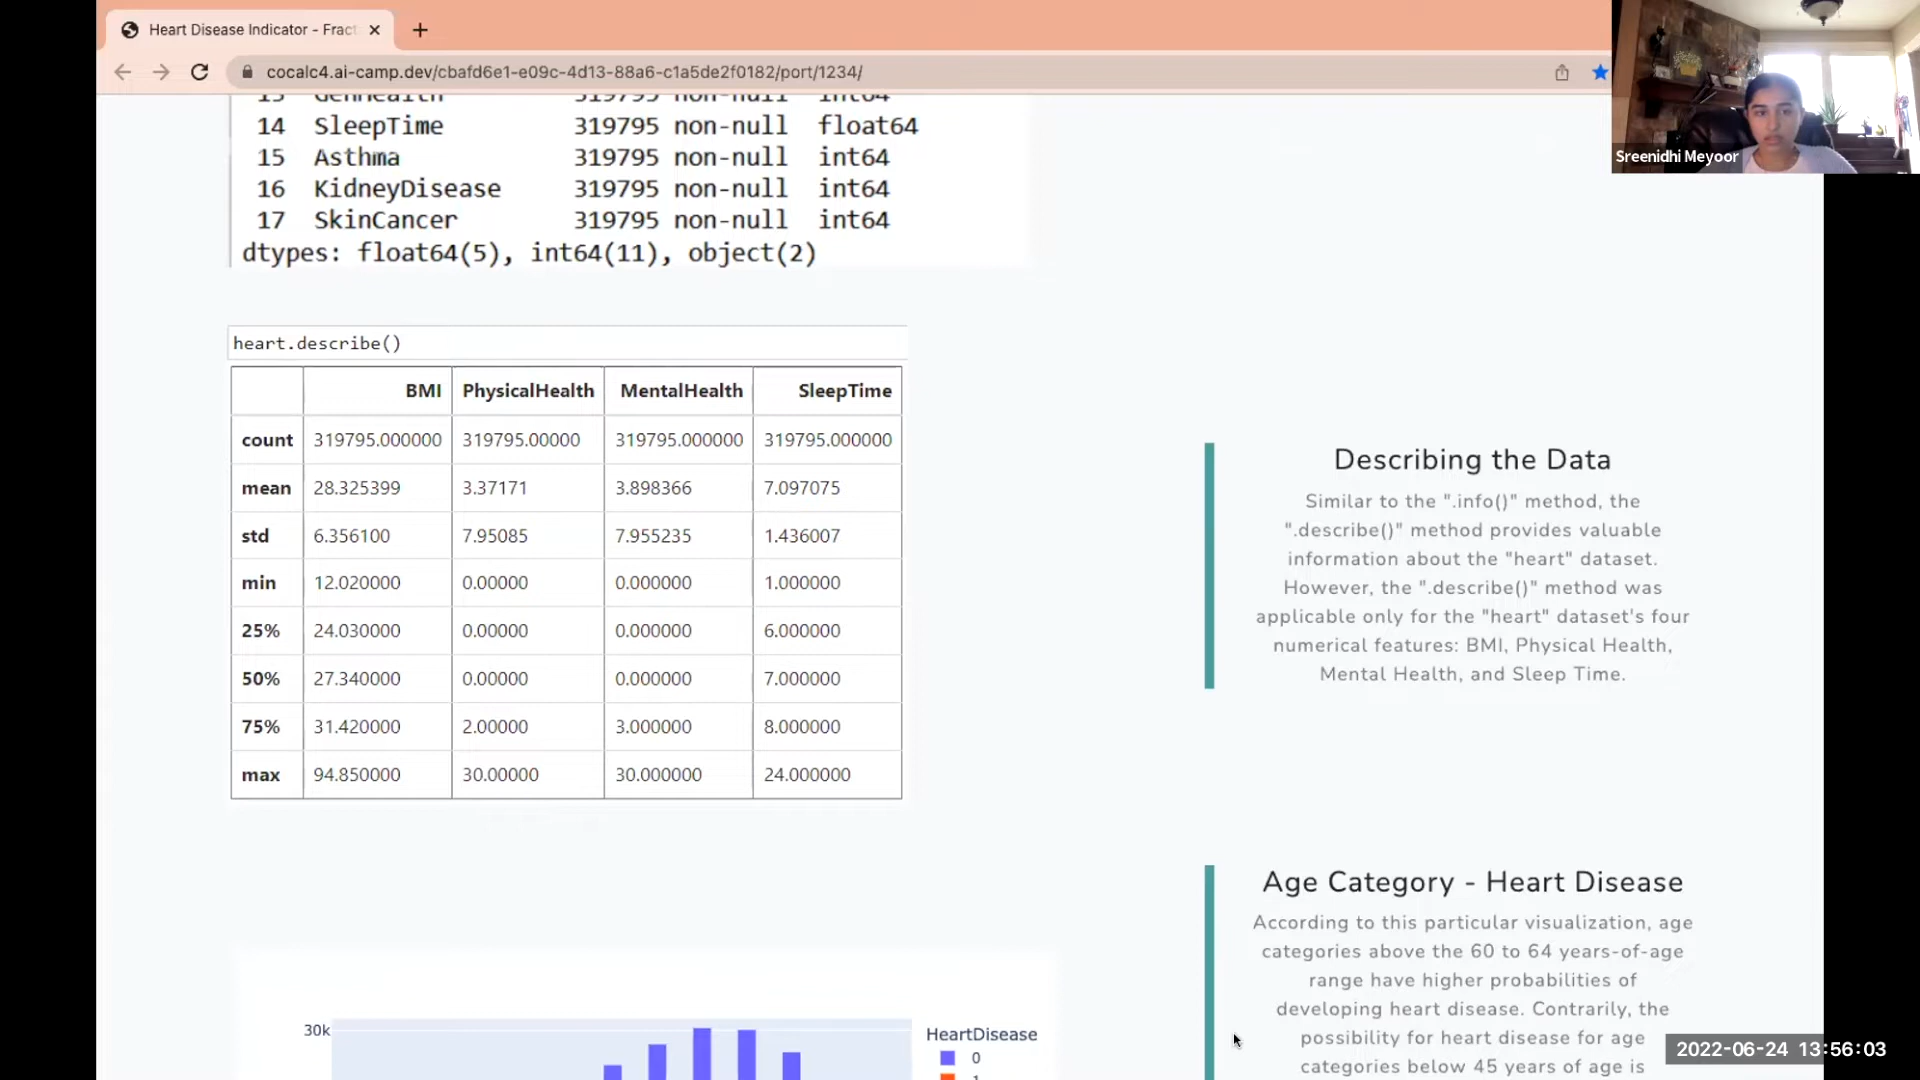 Heart Disease Indicator - Fract
cocalc4.ai-camp.dev/cbafd6e1-e09c-4d13-88a6-c1a5de2f0182/port/1234/
Sreenidhi Meyoor
13 GenHealth 319795 non-null int64
14 SleepTime 319795 non-null float64
15 Asthma 319795 non-null int64
16 KidneyDisease 319795 non-null int64
17 SkinCancer 319795 non-null int64
dtypes: float64(5), int64(11), object(2)
heart.describe()
BMI PhysicalHealth MentalHealth SleepTime
count 319795.000000 319795.00000 319795.000000 319795.000000
mean 28.325399 3.37171 3.898366 7.097075
std 6.356100 7.95085 7.955235 1.436007
min 12.020000 0.00000 0.000000 1.000000
25% 24.030000 0.00000 0.000000 6.000000
50% 27.340000 0.00000 0.000000 7.000000
75% 31.420000 2.00000 3.000000 8.000000
max 94.850000 30.00000 30.000000 24.000000
Describing the Data
Similar to the ".info()" method, the
".describe()" method provides valuable
information about the "heart" dataset.
However, the ".describe()" method was
applicable only for the "heart" dataset's four
numerical features: BMI, Physical Health,
Mental Health, and Sleep Time.
Age Category - Heart Disease
According to this particular visualization, age
categories above the 60 to 64 years-of-age
range have higher probabilities of
developing heart disease. Contrarily, the
possibility for heart disease for age
categories below 45 years of age is
30k
HeartDisease
0
1
2022-06-24 13:56:03